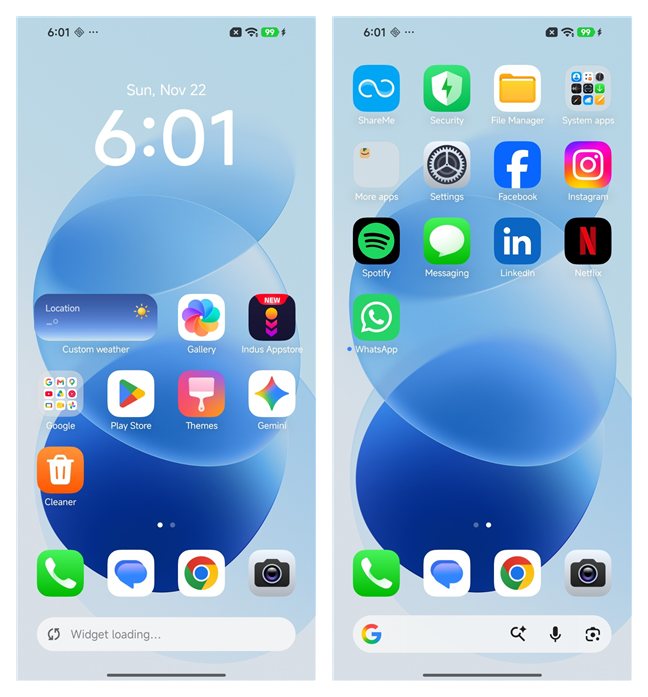 6:01 ...
99
Sun, Nov 22
6:01
Location
_°
Custom weather
Gallery
NEW
Indus Appstore
Google
Play Store
Themes
Gemini
Cleaner
Widget loading...
6:01 ...
99
ShareMe
Security
File Manager
System apps
More apps
Settings
Facebook
Instagram
Spotify
Messaging
in
LinkedIn
N
Netflix
WhatsApp